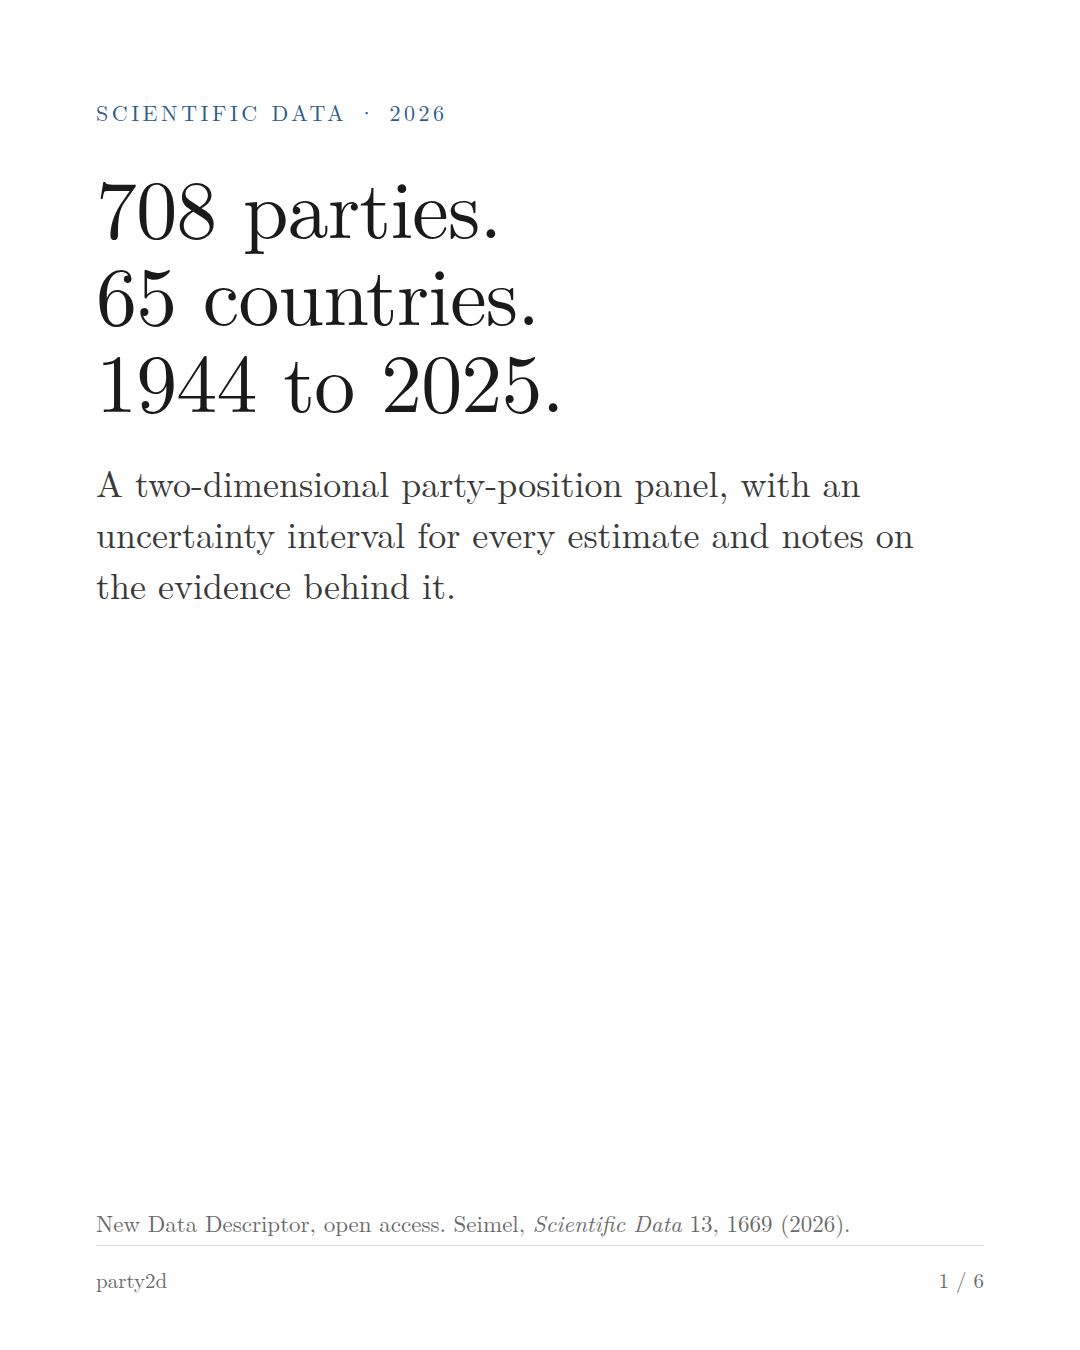 SCIENTIFIC DATA · 2026
708 parties.
65 countries.
1944 to 2025.
A two-dimensional party-position panel, with an
uncertainty interval for every estimate and notes on
the evidence behind it.
New Data Descriptor, open access. Seimel, Scientific Data 13, 1669 (2026).
party2d
1 / 6